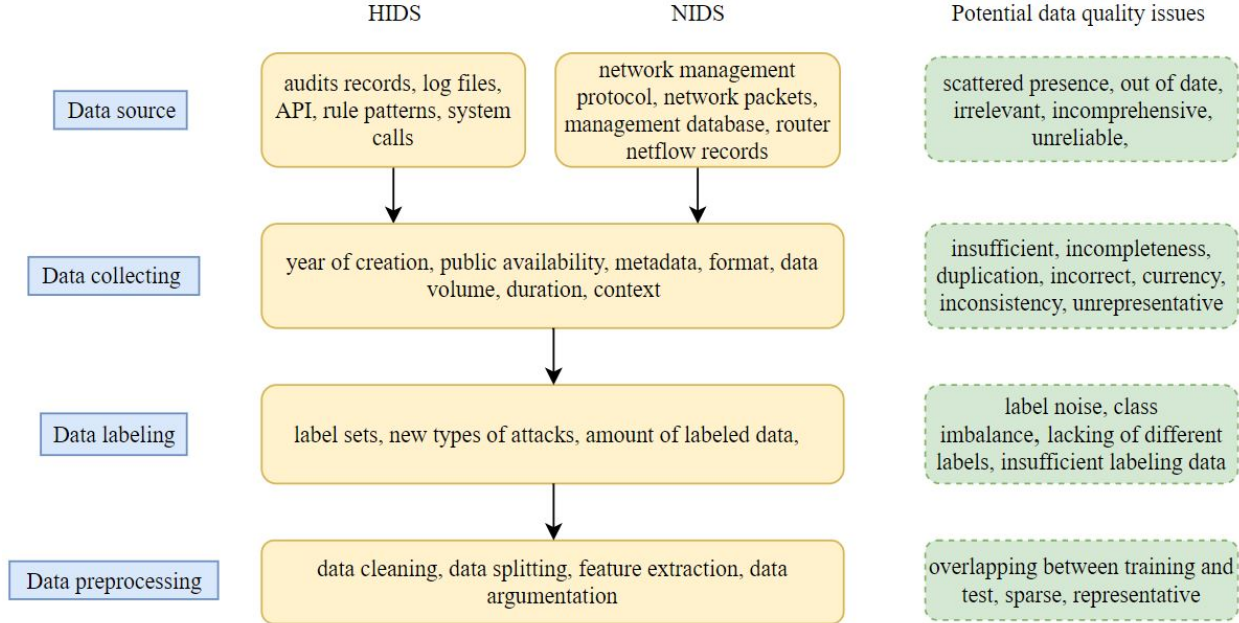 HIDS
NIDS
Potential data quality issues
Data source
audits records, log files,
API, rule patterns, system
calls
network management
protocol, network packets,
management database, router
netflow records
scattered presence, out of date,
irrelevant, incomprehensive,
unreliable,
Data collecting
year of creation, public availability, metadata, format, data
volume, duration, context
insufficient, incompleteness,
duplication, incorrect, currency,
inconsistency, unrepresentative
Data labeling
label sets, new types of attacks, amount of labeled data,
label noise, class
imbalance, lacking of different
labels, insufficient labeling data
Data preprocessing
data cleaning, data splitting, feature extraction, data
argumentation
overlapping between training and
test, sparse, representative